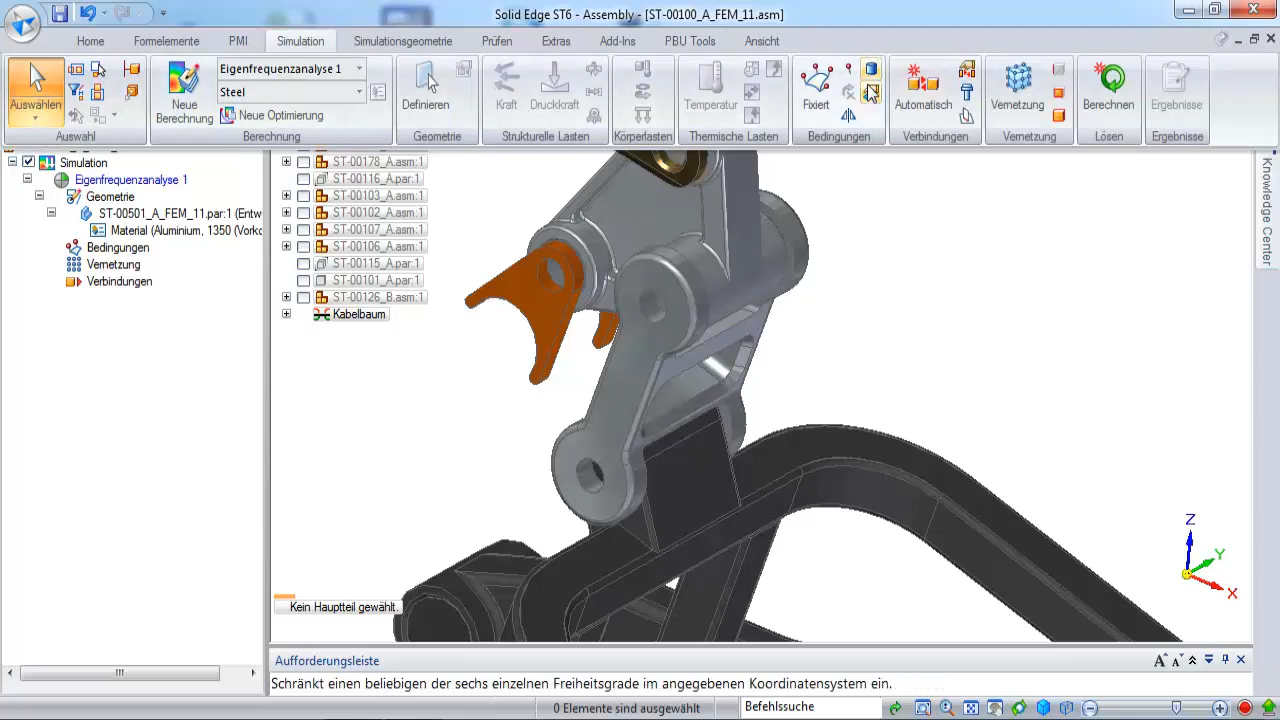 Solid Edge ST6 - Assembly - [ST-00100_A_FEM_11.asm]
Home Formelemente PMI Simulation Simulationsgeometrie Prüfen Extras Add-Ins PBU Tools Ansicht
Auswählen
Auswahl
Neue Berechnung
Eigenfrequenzanalyse 1
Steel
Neue Optimierung
Berechnung
Definieren
Geometrie
Kraft
Druckkraft
Strukturelle Lasten
Körperlasten
Temperatur
Thermische Lasten
Fixiert
Bedingungen
Automatisch
Verbindungen
Vernetzung
Vernetzung
Berechnen
Lösen
Ergebnisse
Ergebnisse
Simulation
Eigenfrequenzanalyse 1
Geometrie
ST-00501_A_FEM_11.par:1 (Entw
Material (Aluminium, 1350 (Vorko
Bedingungen
Vernetzung
Verbindungen
ST-00178_A.asm:1
ST-00116_A.par:1
ST-00103_A.asm:1
ST-00102_A.asm:1
ST-00107_A.asm:1
ST-00106_A.asm:1
ST-00115_A.par:1
ST-00101_A.par:1
ST-00126_B.asm:1
Kabelbaum
Knowledge Center
Z
Y
X
Kein Hauptteil gewählt.
Aufforderungsleiste
Schränkt einen beliebigen der sechs einzelnen Freiheitsgrade im angegebenen Koordinatensystem ein.
0 Elemente sind ausgewählt
Befehlssuche